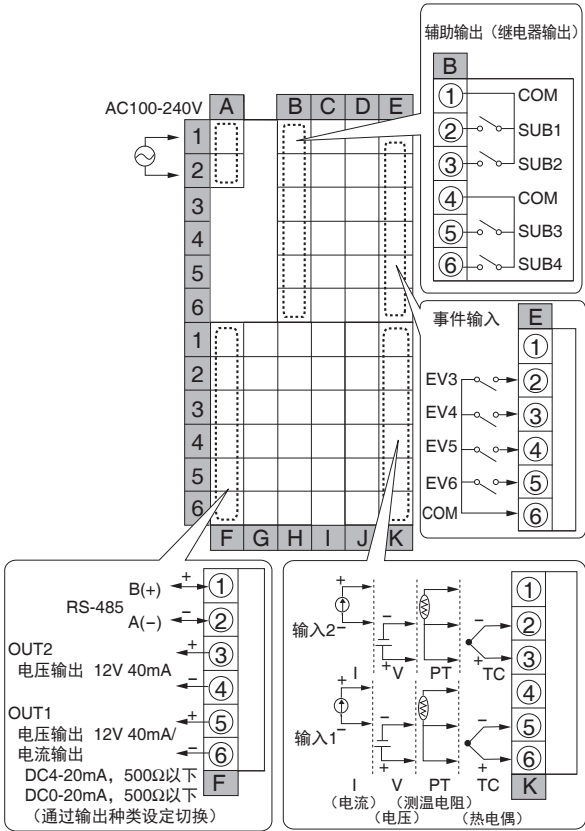 辅助输出（继电器输出）
B
① COM
② SUB1
③ SUB2
④ COM
⑤ SUB3
⑥ SUB4
AC100-240V
A B C D E
1
2
3
4
5
6
1
2
3
4
5
6
F G H I J K
事件输入 E
①
EV3 ②
EV4 ③
EV5 ④
EV6 ⑤
COM ⑥
B(+) + ①
RS-485
A(−) − ②
OUT2 + ③
电压输出 12V 40mA
− ④
OUT1 + ⑤
电压输出 12V 40mA/
电流输出 − ⑥
DC4-20mA，500Ω以下
DC0-20mA，500Ω以下
（通过输出种类设定切换）
F
①
+ − − ②
输入2 −
+ + ③
I V PT TC
④
+ − − ⑤
输入1 −
+ + ⑥
I V PT TC K
（电流） （测温电阻）
（电压） （热电偶）